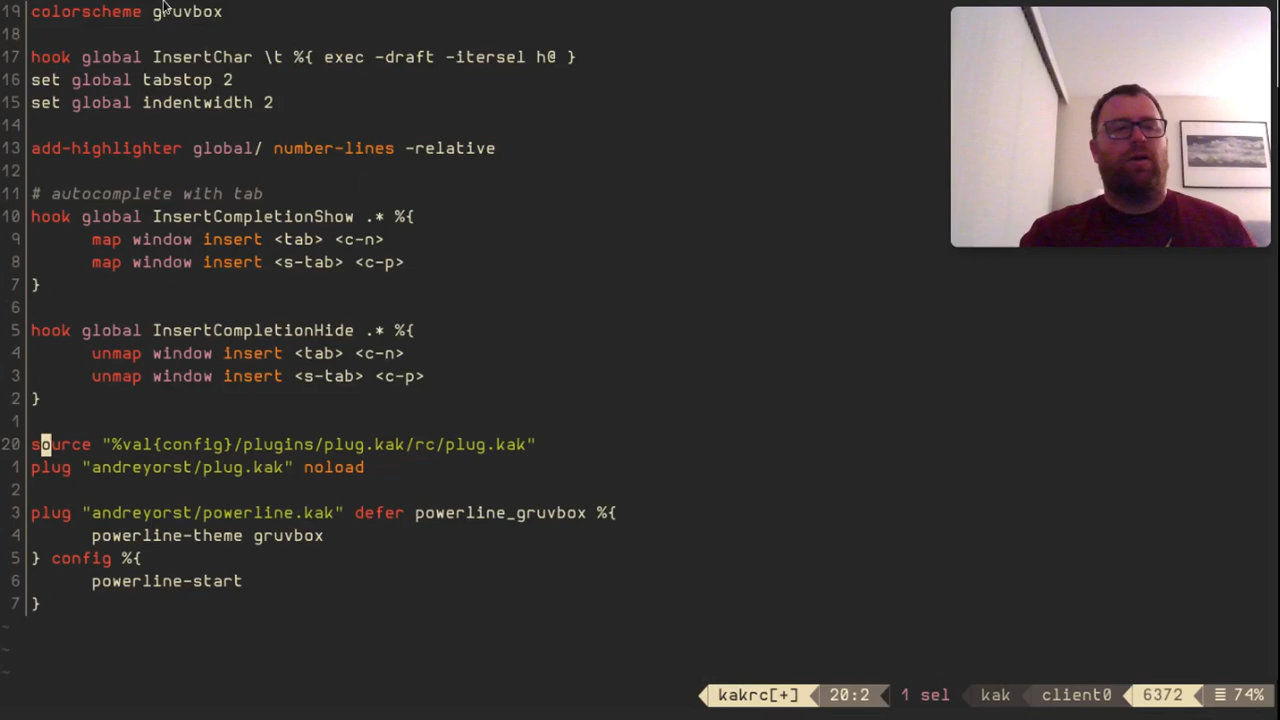 19 colorscheme gruvbox
18
17 hook global InsertChar \t %{ exec -draft -itersel h@ }
16 set global tabstop 2
15 set global indentwidth 2
14
13 add-highlighter global/ number-lines -relative
12
11 # autocomplete with tab
10 hook global InsertCompletionShow .* %{
9 map window insert <tab> <c-n>
8 map window insert <s-tab> <c-p>
7 }
6
5 hook global InsertCompletionHide .* %{
4 unmap window insert <tab> <c-n>
3 unmap window insert <s-tab> <c-p>
2 }
1
20 source "%val{config}/plugins/plug.kak/rc/plug.kak"
1 plug "andreyorst/plug.kak" noload
2
3 plug "andreyorst/powerline.kak" defer powerline_gruvbox %{
4 powerline-theme gruvbox
5 } config %{
6 powerline-start
7 }
~
~
~
kakrc[+] 20:2 1 sel kak client0 6372 ≣ 74%